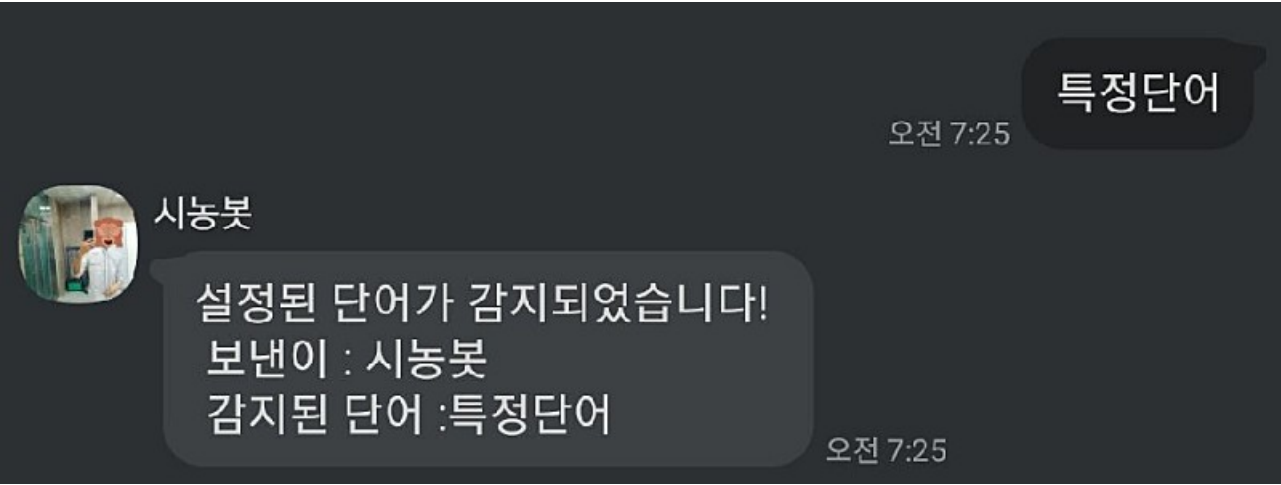 특정단어
오전 7:25
시농봇
설정된 단어가 감지되었습니다!
보낸이 : 시농봇
감지된 단어 :특정단어
오전 7:25